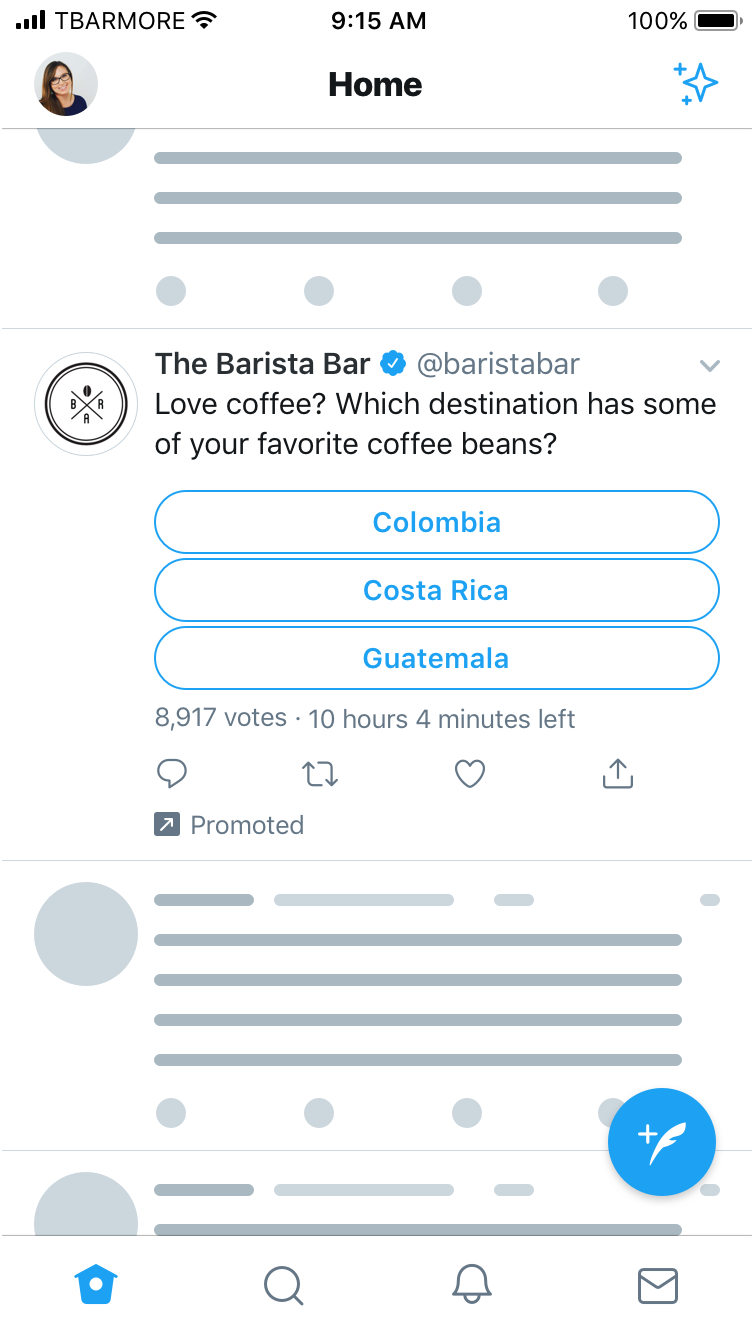 TBARMORE 9:15 AM 100%
Home
The Barista Bar @baristabar
Love coffee? Which destination has some
of your favorite coffee beans?
B R
A
Colombia
Costa Rica
Guatemala
8,917 votes · 10 hours 4 minutes left
Promoted